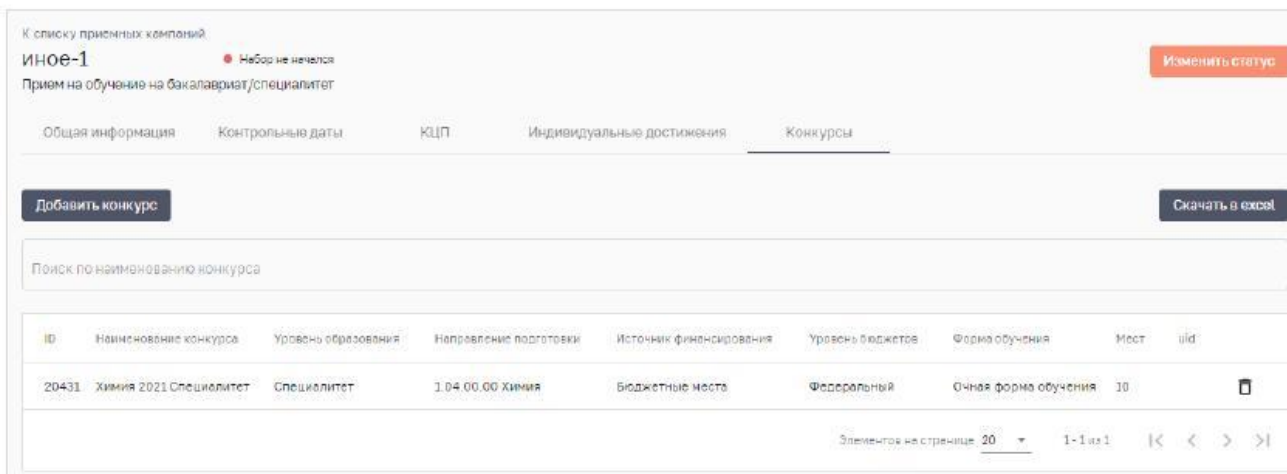 К списку приемных кампаний
иное-1 Набор не начался Изменить статус
Прием на обучение на бакалавриат/специалитет
Общая информация Контрольные даты КЦП Индивидуальные достижения Конкурсы
Добавить конкурс Скачать в excel
Поиск по наименованию конкурса
ID Наименование конкурса Уровень образования Направление подготовки Источник финансирования Уровень бюджетов Форма обучения Мест uid
20431 Химия 2021 Специалитет Специалитет 1.04.00.00 Химия Бюджетные места Федеральный Очная форма обучения 10
Элементов на странице 20 1-1 из 1